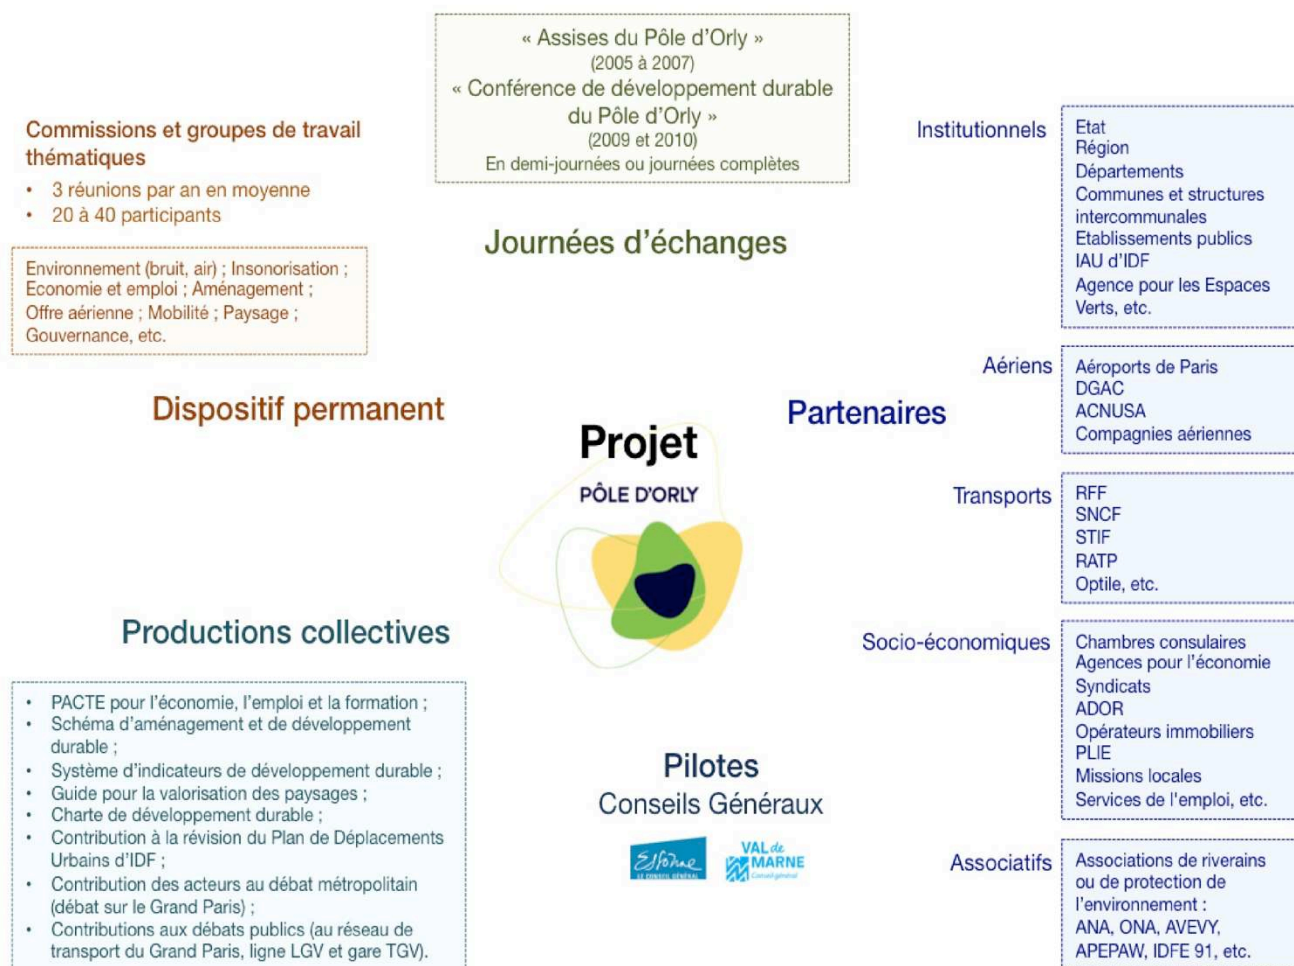 « Assises du Pôle d'Orly »
(2005 à 2007)
« Conférence de développement durable
du Pôle d'Orly »
(2009 et 2010)
En demi-journées ou journées complètes
Journées d'échanges
Commissions et groupes de travail
thématiques
• 3 réunions par an en moyenne
• 20 à 40 participants
Environnement (bruit, air) ; Insonorisation ;
Economie et emploi ; Aménagement ;
Offre aérienne ; Mobilité ; Paysage ;
Gouvernance, etc.
Dispositif permanent
Projet
PÔLE D'ORLY
Partenaires
Institutionnels
Etat
Région
Départements
Communes et structures
intercommunales
Etablissements publics
IAU d'IDF
Agence pour les Espaces
Verts, etc.
Aériens
Aéroports de Paris
DGAC
ACNUSA
Compagnies aériennes
Transports
RFF
SNCF
STIF
RATP
Optile, etc.
Socio-économiques
Chambres consulaires
Agences pour l'économie
Syndicats
ADOR
Opérateurs immobiliers
PLIE
Missions locales
Services de l'emploi, etc.
Associatifs
Associations de riverains
ou de protection de
l'environnement :
ANA, ONA, AVEVY,
APEPAW, IDFE 91, etc.
Productions collectives
• PACTE pour l'économie, l'emploi et la formation ;
• Schéma d'aménagement et de développement
durable ;
• Système d'indicateurs de développement durable ;
• Guide pour la valorisation des paysages ;
• Charte de développement durable ;
• Contribution à la révision du Plan de Déplacements
Urbains d'IDF ;
• Contribution des acteurs au débat métropolitain
(débat sur le Grand Paris) ;
• Contributions aux débats publics (au réseau de
transport du Grand Paris, ligne LGV et gare TGV).
Pilotes
Conseils Généraux
Essonne
LE CONSEIL GÉNÉRAL
VAL de
MARNE
Conseil général